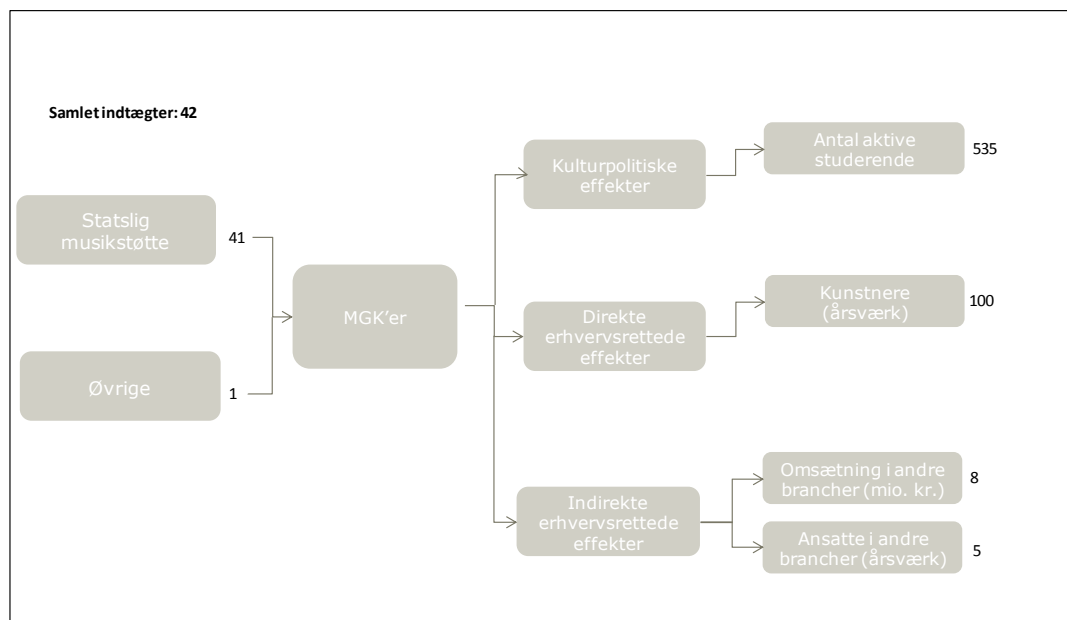 Samlet indtægter: 42
Statslig
musikstøtte
41
Øvrige
1
MGK’er
Kulturpolitiske
effekter
Antal aktive
studerende
535
Direkte
erhvervsrettede
effekter
Kunstnere
(årsværk)
100
Indirekte
erhvervsrettede
effekter
Omsætning i andre
brancher (mio. kr.)
8
Ansatte i andre
brancher (årsværk)
5